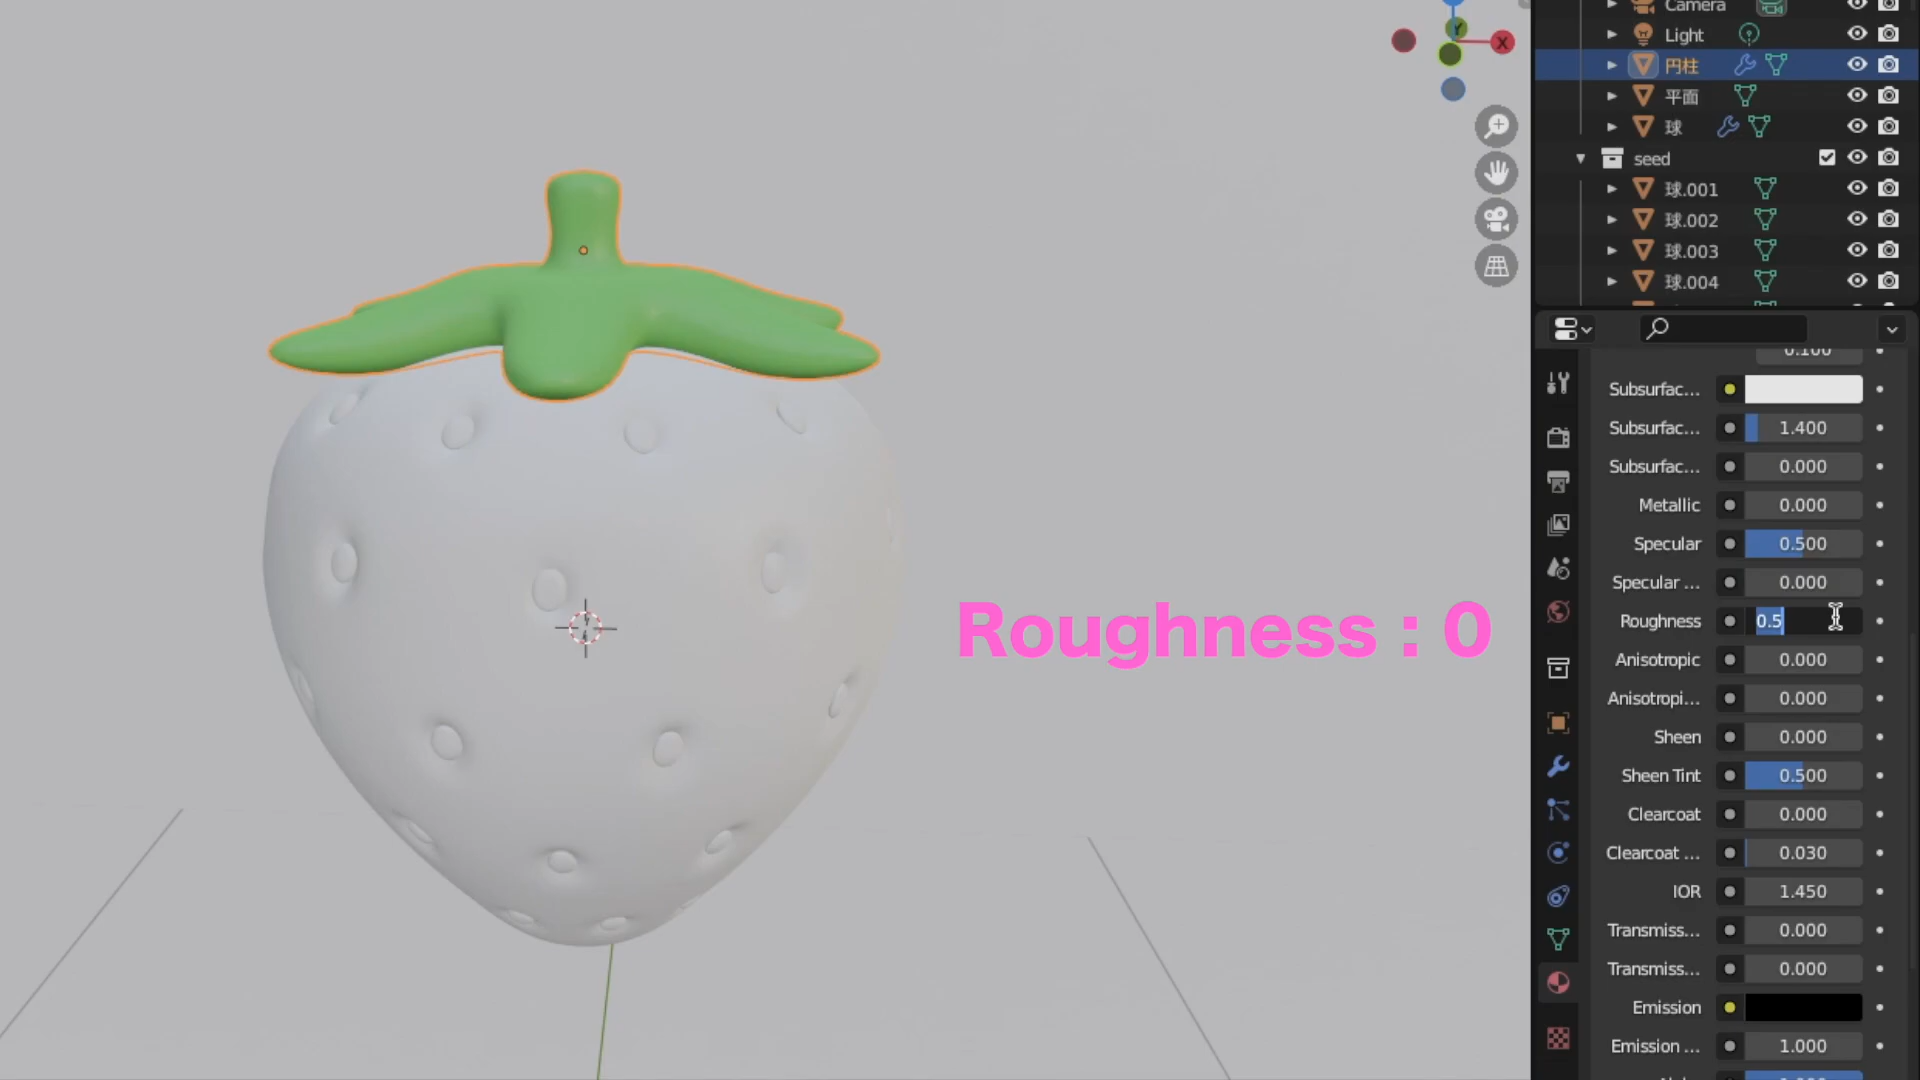 Camera
Light
円柱
平面
球
seed
球.001
球.002
球.003
球.004
0.100
Subsurfac...
Subsurfac... 1.400
Subsurfac... 0.000
Metallic 0.000
Specular 0.500
Specular ... 0.000
Roughness 0.5
Roughness : 0
Anisotropic 0.000
Anisotropi... 0.000
Sheen 0.000
Sheen Tint 0.500
Clearcoat 0.000
Clearcoat ... 0.030
IOR 1.450
Transmiss... 0.000
Transmiss... 0.000
Emission
Emission ... 1.000
X
Y